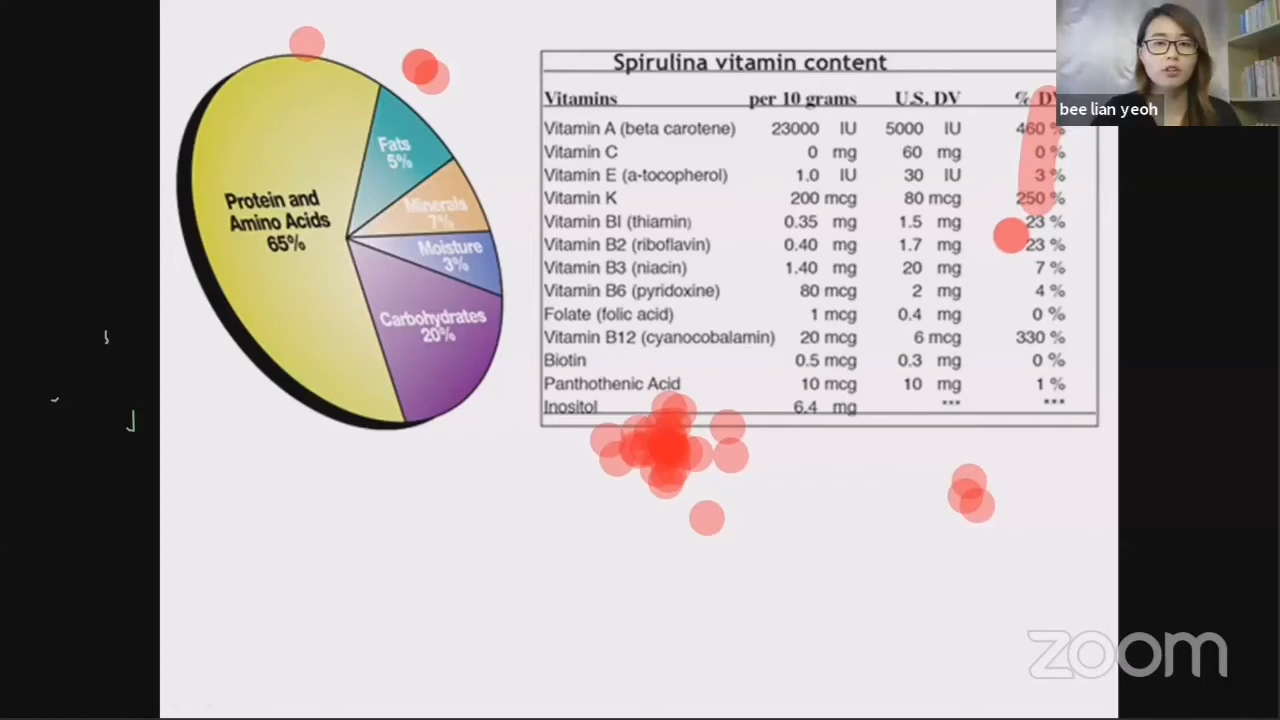 Protein and
Amino Acids
65%
Fats
5%
Minerals
7%
Moisture
3%
Carbohydrates
20%
Spirulina vitamin content
Vitamins per 10 grams U.S. DV % DV
Vitamin A (beta carotene) 23000 IU 5000 IU 460 %
Vitamin C 0 mg 60 mg 0 %
Vitamin E (a-tocopherol) 1.0 IU 30 IU 3 %
Vitamin K 200 mcg 80 mcg 250 %
Vitamin BI (thiamin) 0.35 mg 1.5 mg 23 %
Vitamin B2 (riboflavin) 0.40 mg 1.7 mg 23 %
Vitamin B3 (niacin) 1.40 mg 20 mg 7 %
Vitamin B6 (pyridoxine) 80 mcg 2 mg 4 %
Folate (folic acid) 1 mcg 0.4 mg 0 %
Vitamin B12 (cyanocobalamin) 20 mcg 6 mcg 330 %
Biotin 0.5 mcg 0.3 mg 0 %
Panthothenic Acid 10 mcg 10 mg 1 %
Inositol 6.4 mg *** ***
bee lian yeoh
zoom